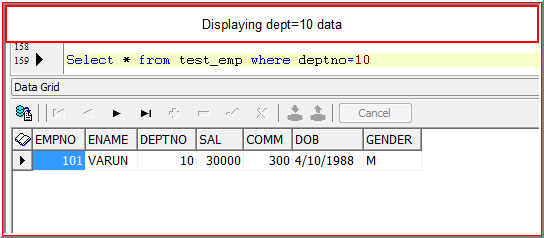 Displaying dept=10 data
158
159 Select * from test_emp where deptno=10
Data Grid
Cancel
EMPNO ENAME DEPTNO SAL COMM DOB GENDER
101 VARUN 10 30000 300 4/10/1988 M